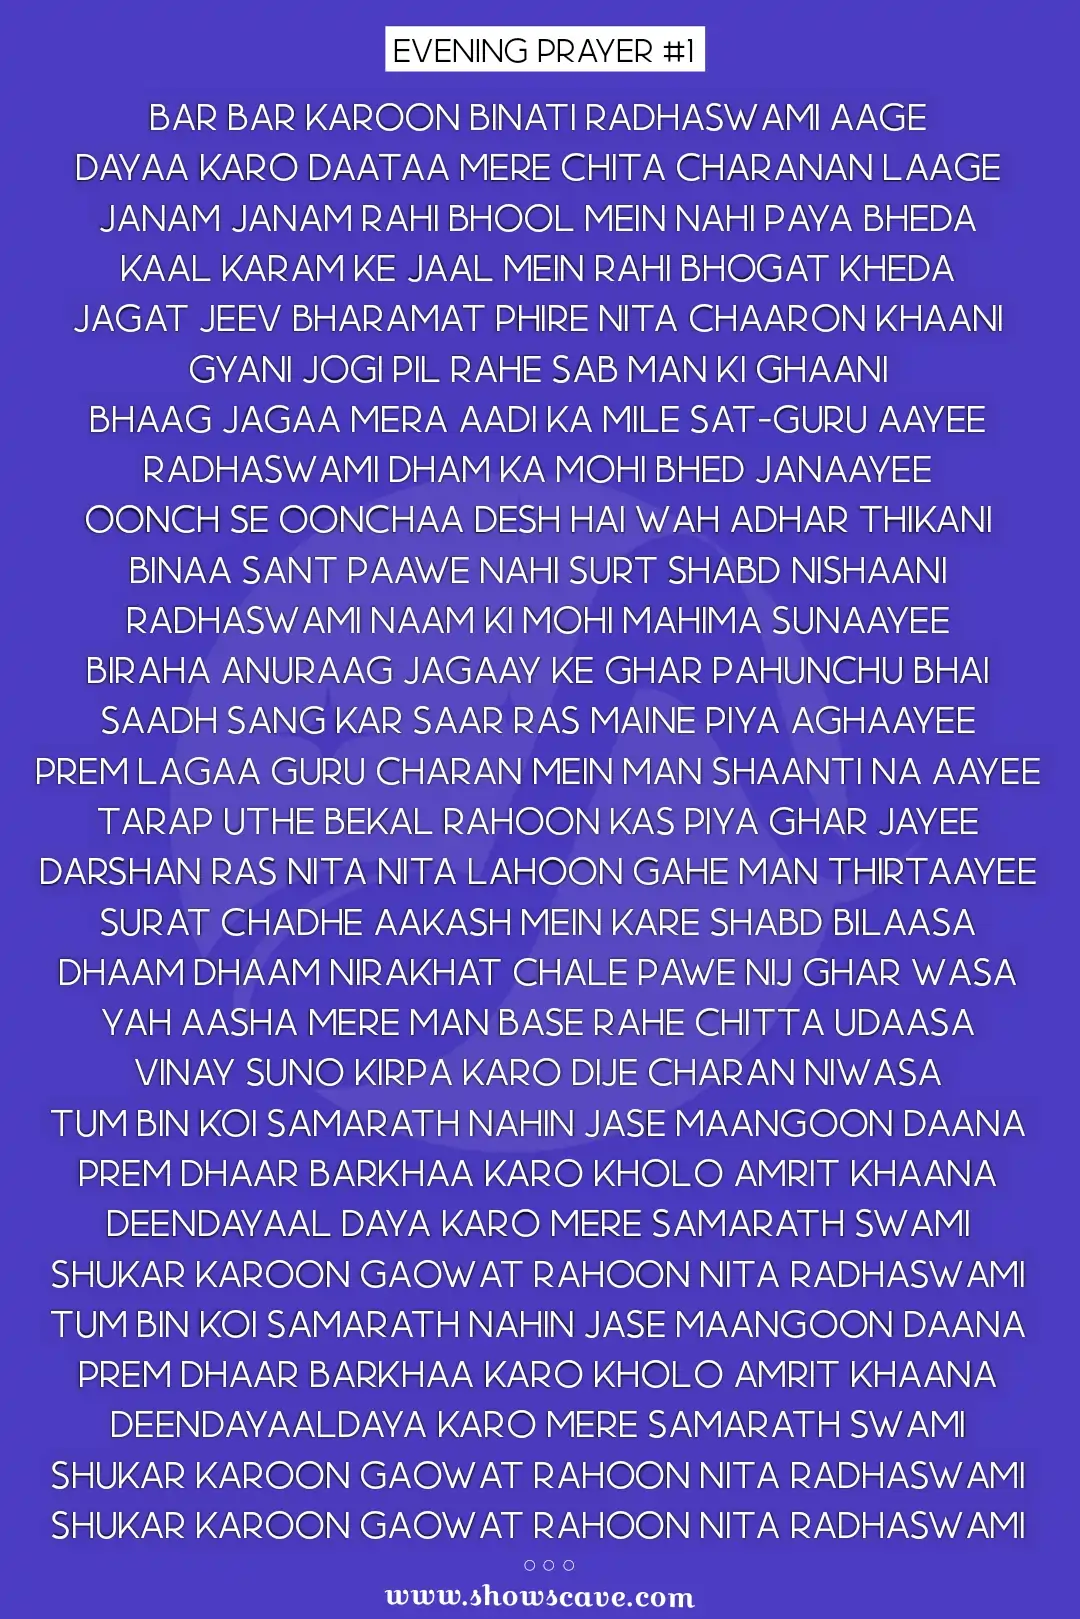 EVENING PRAYER #1
BAR BAR KAROON BINATI RADHASWAMI AAGE
DAYAA KARO DAATAA MERE CHITA CHARANAN LAAGE
JANAM JANAM RAHI BHOOL MEIN NAHI PAYA BHEDA
KAAL KARAM KE JAAL MEIN RAHI BHOGAT KHEDA
JAGAT JEEV BHARAMAT PHIRE NITA CHAARON KHAANI
GYANI JOGI PIL RAHE SAB MAN KI GHAANI
BHAAG JAGAA MERA AADI KA MILE SAT-GURU AAYEE
RADHASWAMI DHAM KA MOHI BHED JANAAYEE
OONCH SE OONCHAA DESH HAI WAH ADHAR THIKANI
BINAA SANT PAAWE NAHI SURT SHABD NISHAANI
RADHASWAMI NAAM KI MOHI MAHIMA SUNAAYEE
BIRAHA ANURAAG JAGAAY KE GHAR PAHUNCHU BHAI
SAADH SANG KAR SAAR RAS MAINE PIYA AGHAAYEE
PREM LAGAA GURU CHARAN MEIN MAN SHAANTI NA AAYEE
TARAP UTHE BEKAL RAHOON KAS PIYA GHAR JAYEE
DARSHAN RAS NITA NITA LAHOON GAHE MAN THIRTAAYEE
SURAT CHADHE AAKASH MEIN KARE SHABD BILAASA
DHAAM DHAAM NIRAKHAT CHALE PAWE NIJ GHAR WASA
YAH AASHA MERE MAN BASE RAHE CHITTA UDAASA
VINAY SUNO KIRPA KARO DIJE CHARAN NIWASA
TUM BIN KOI SAMARATH NAHIN JASE MAANGOON DAANA
PREM DHAAR BARKHAA KARO KHOLO AMRIT KHAANA
DEENDAYAAL DAYA KARO MERE SAMARATH SWAMI
SHUKAR KAROON GAOWAT RAHOON NITA RADHASWAMI
TUM BIN KOI SAMARATH NAHIN JASE MAANGOON DAANA
PREM DHAAR BARKHAA KARO KHOLO AMRIT KHAANA
DEENDAYAALDAYA KARO MERE SAMARATH SWAMI
SHUKAR KAROON GAOWAT RAHOON NITA RADHASWAMI
SHUKAR KAROON GAOWAT RAHOON NITA RADHASWAMI
www.showscave.com